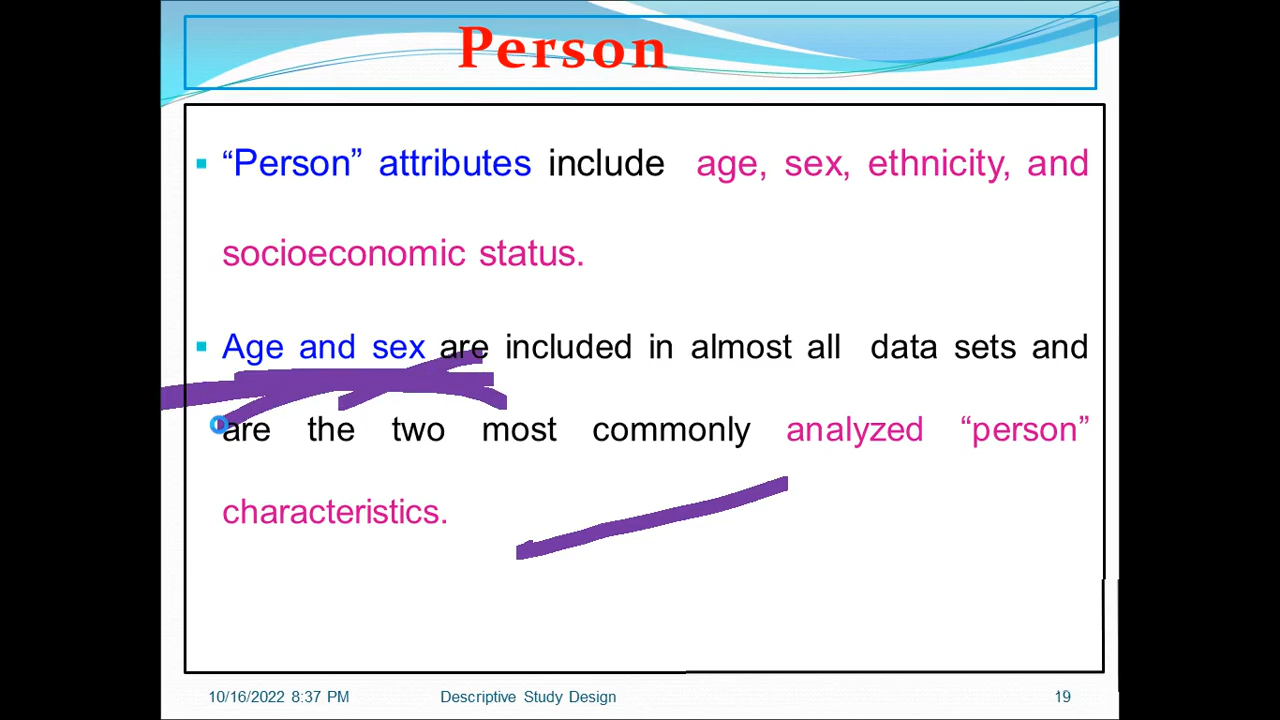 Person
“Person” attributes include age, sex, ethnicity, and
socioeconomic status.
Age and sex are included in almost all data sets and
are the two most commonly analyzed “person”
characteristics.
10/16/2022 8:37 PM Descriptive Study Design 19